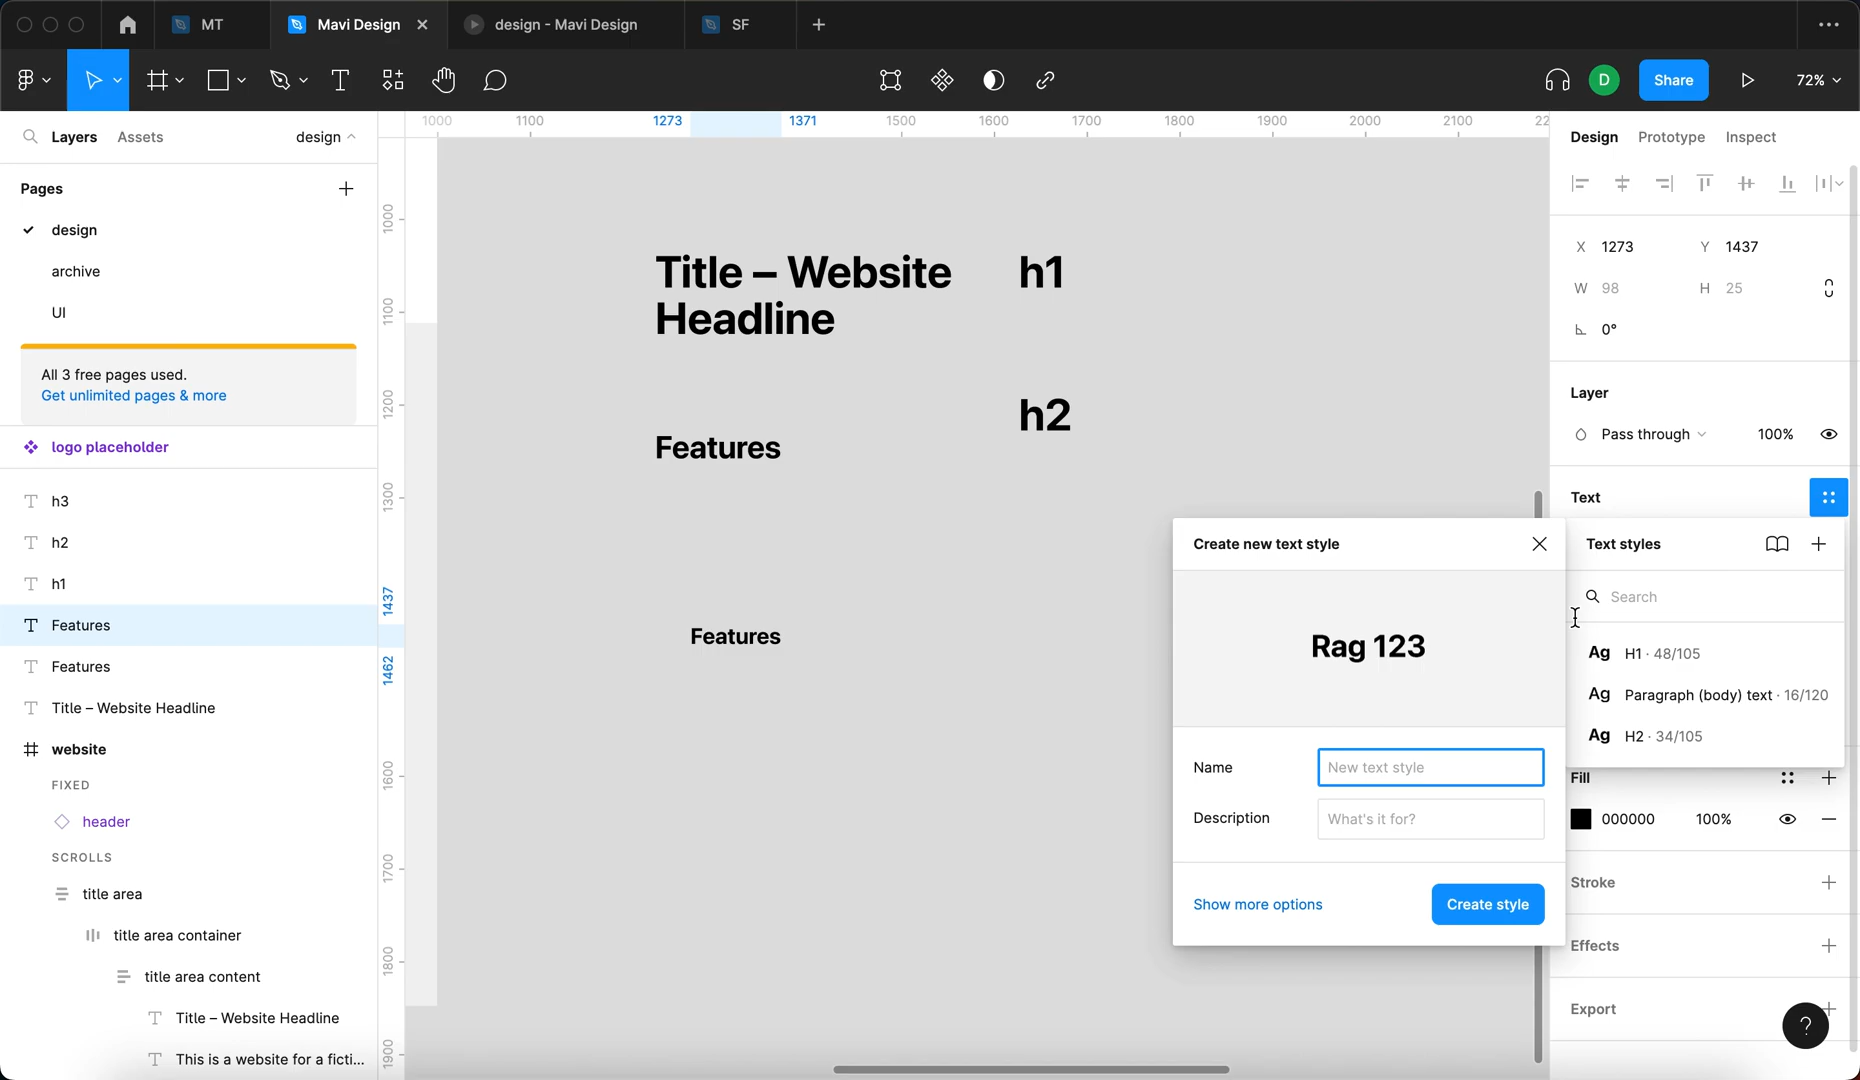 MT
Mavi Design
design - Mavi Design
SF
D
Share
72%
Layers
Assets
design
1000
1100
1273
1371
1500
1600
1700
1800
1900
2000
2100
22
Design
Prototype
Inspect
Pages
design
archive
UI
All 3 free pages used.
Get unlimited pages & more
logo placeholder
h3
h2
h1
Features
Features
Title – Website Headline
website
FIXED
header
SCROLLS
title area
title area container
title area content
Title – Website Headline
This is a website for a ficti...
1000
1100
1200
1300
1437
1462
1600
1700
1800
1900
Title – Website
Headline
h1
h2
Features
Features
X 1273
Y 1437
W 98
H 25
0°
Layer
Pass through
100%
Text
Create new text style
Rag 123
Name
New text style
Description
What's it for?
Show more options
Create style
Text styles
Search
Ag H1 · 48/105
Ag Paragraph (body) text · 16/120
Ag H2 · 34/105
Fill
000000
100%
Stroke
Effects
Export
?